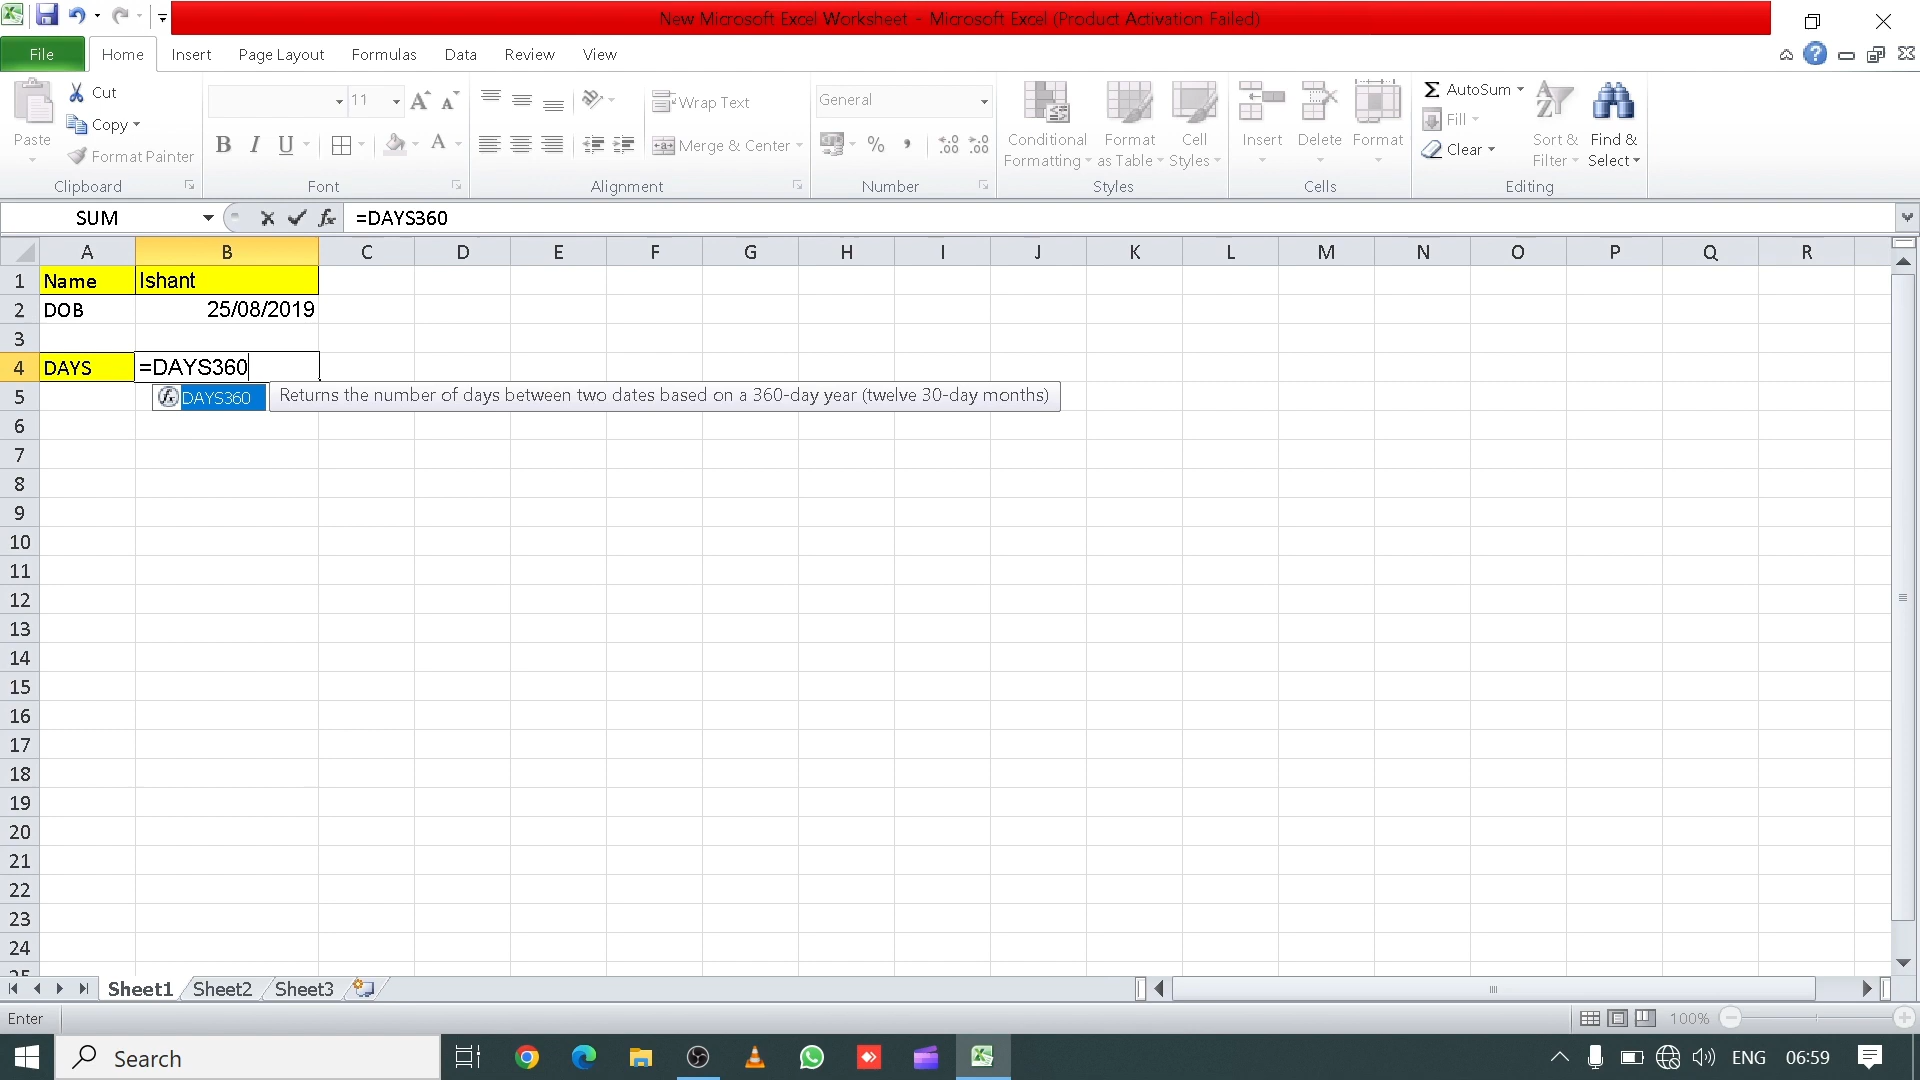 New Microsoft Excel Worksheet - Microsoft Excel (Product Activation Failed)
File Home Insert Page Layout Formulas Data Review View
Paste
Cut
Copy
Format Painter
Clipboard
11
A A
B I U A
Font
Wrap Text
Merge & Center
Alignment
General
% ,
.0 .00
.00 .0
Number
Conditional Formatting
Format as Table
Cell Styles
Styles
Insert
Delete
Format
Cells
Σ AutoSum
Fill
Clear
Sort & Filter
Find & Select
Editing
SUM fx =DAYS360
A B C D E F G H I J K L M N O P Q R
1 Name Ishant
2 DOB 25/08/2019
3
4 DAYS =DAYS360
5 DAYS360 Returns the number of days between two dates based on a 360-day year (twelve 30-day months)
6
7
8
9
10
11
12
13
14
15
16
17
18
19
20
21
22
23
24
25
Sheet1 Sheet2 Sheet3
Enter 100%
Search ENG 06:59